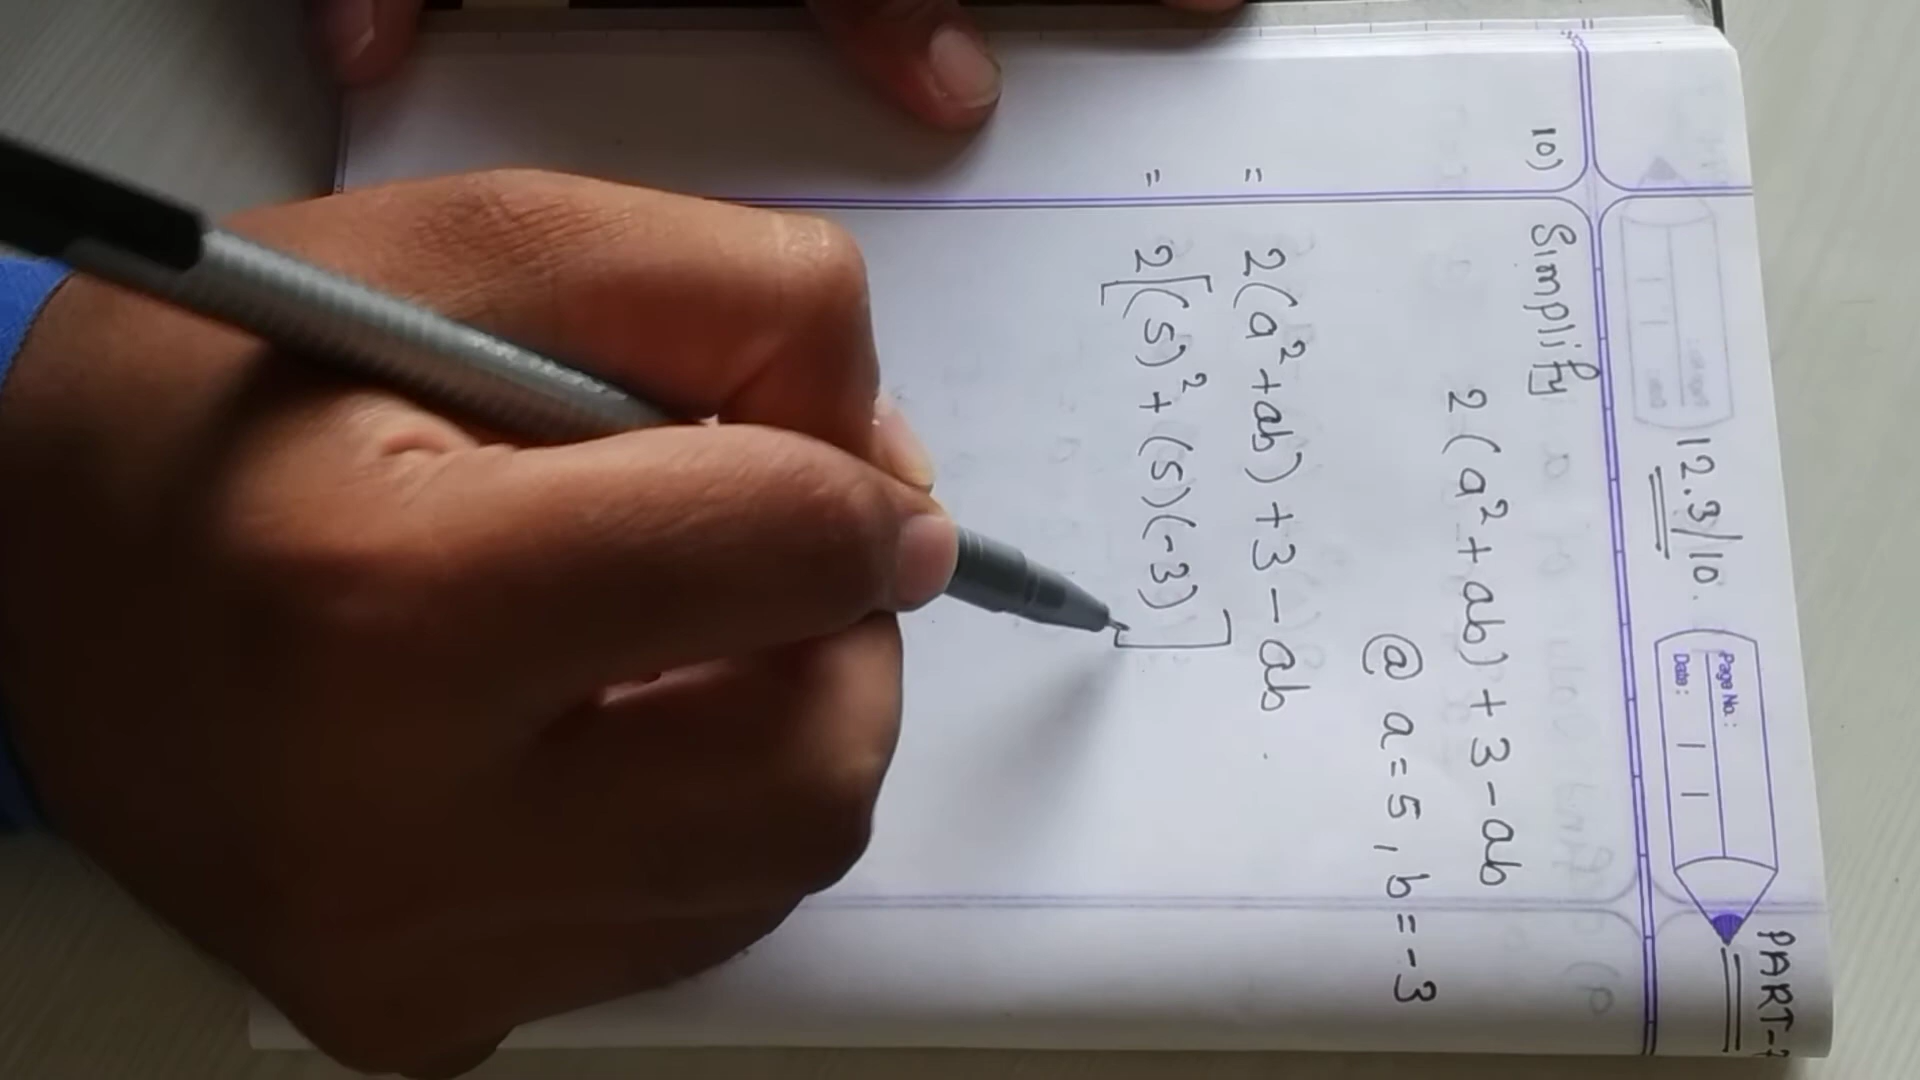 PART-7
Page No.:
Date:
12.3/10.
10) Simplify
2(a²+ab)+3-ab
@ a=5, b=-3
= 2(a²+ab)+3-ab
= 2[(5)²+(5)(-3)]